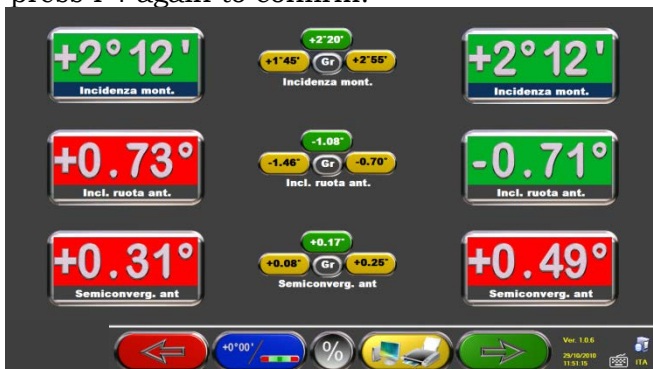 press F4 again to confirm.
+2°12'
Incidenza mont.
+2°20'
+1°45'
Gr
+2°55'
Incidenza mont.
+2°12'
Incidenza mont.
+0.73°
Incl. ruota ant.
-1.08°
-1.46°
Gr
-0.70°
Incl. ruota ant.
-0.71°
Incl. ruota ant.
+0.31°
Semiconverg. ant
+0.17°
+0.08°
Gr
+0.25°
Semiconverg. ant
+0.49°
Semiconverg. ant
+0°00'
%
Ver. 1.0.6
29/10/2010
11:51:15
ITA